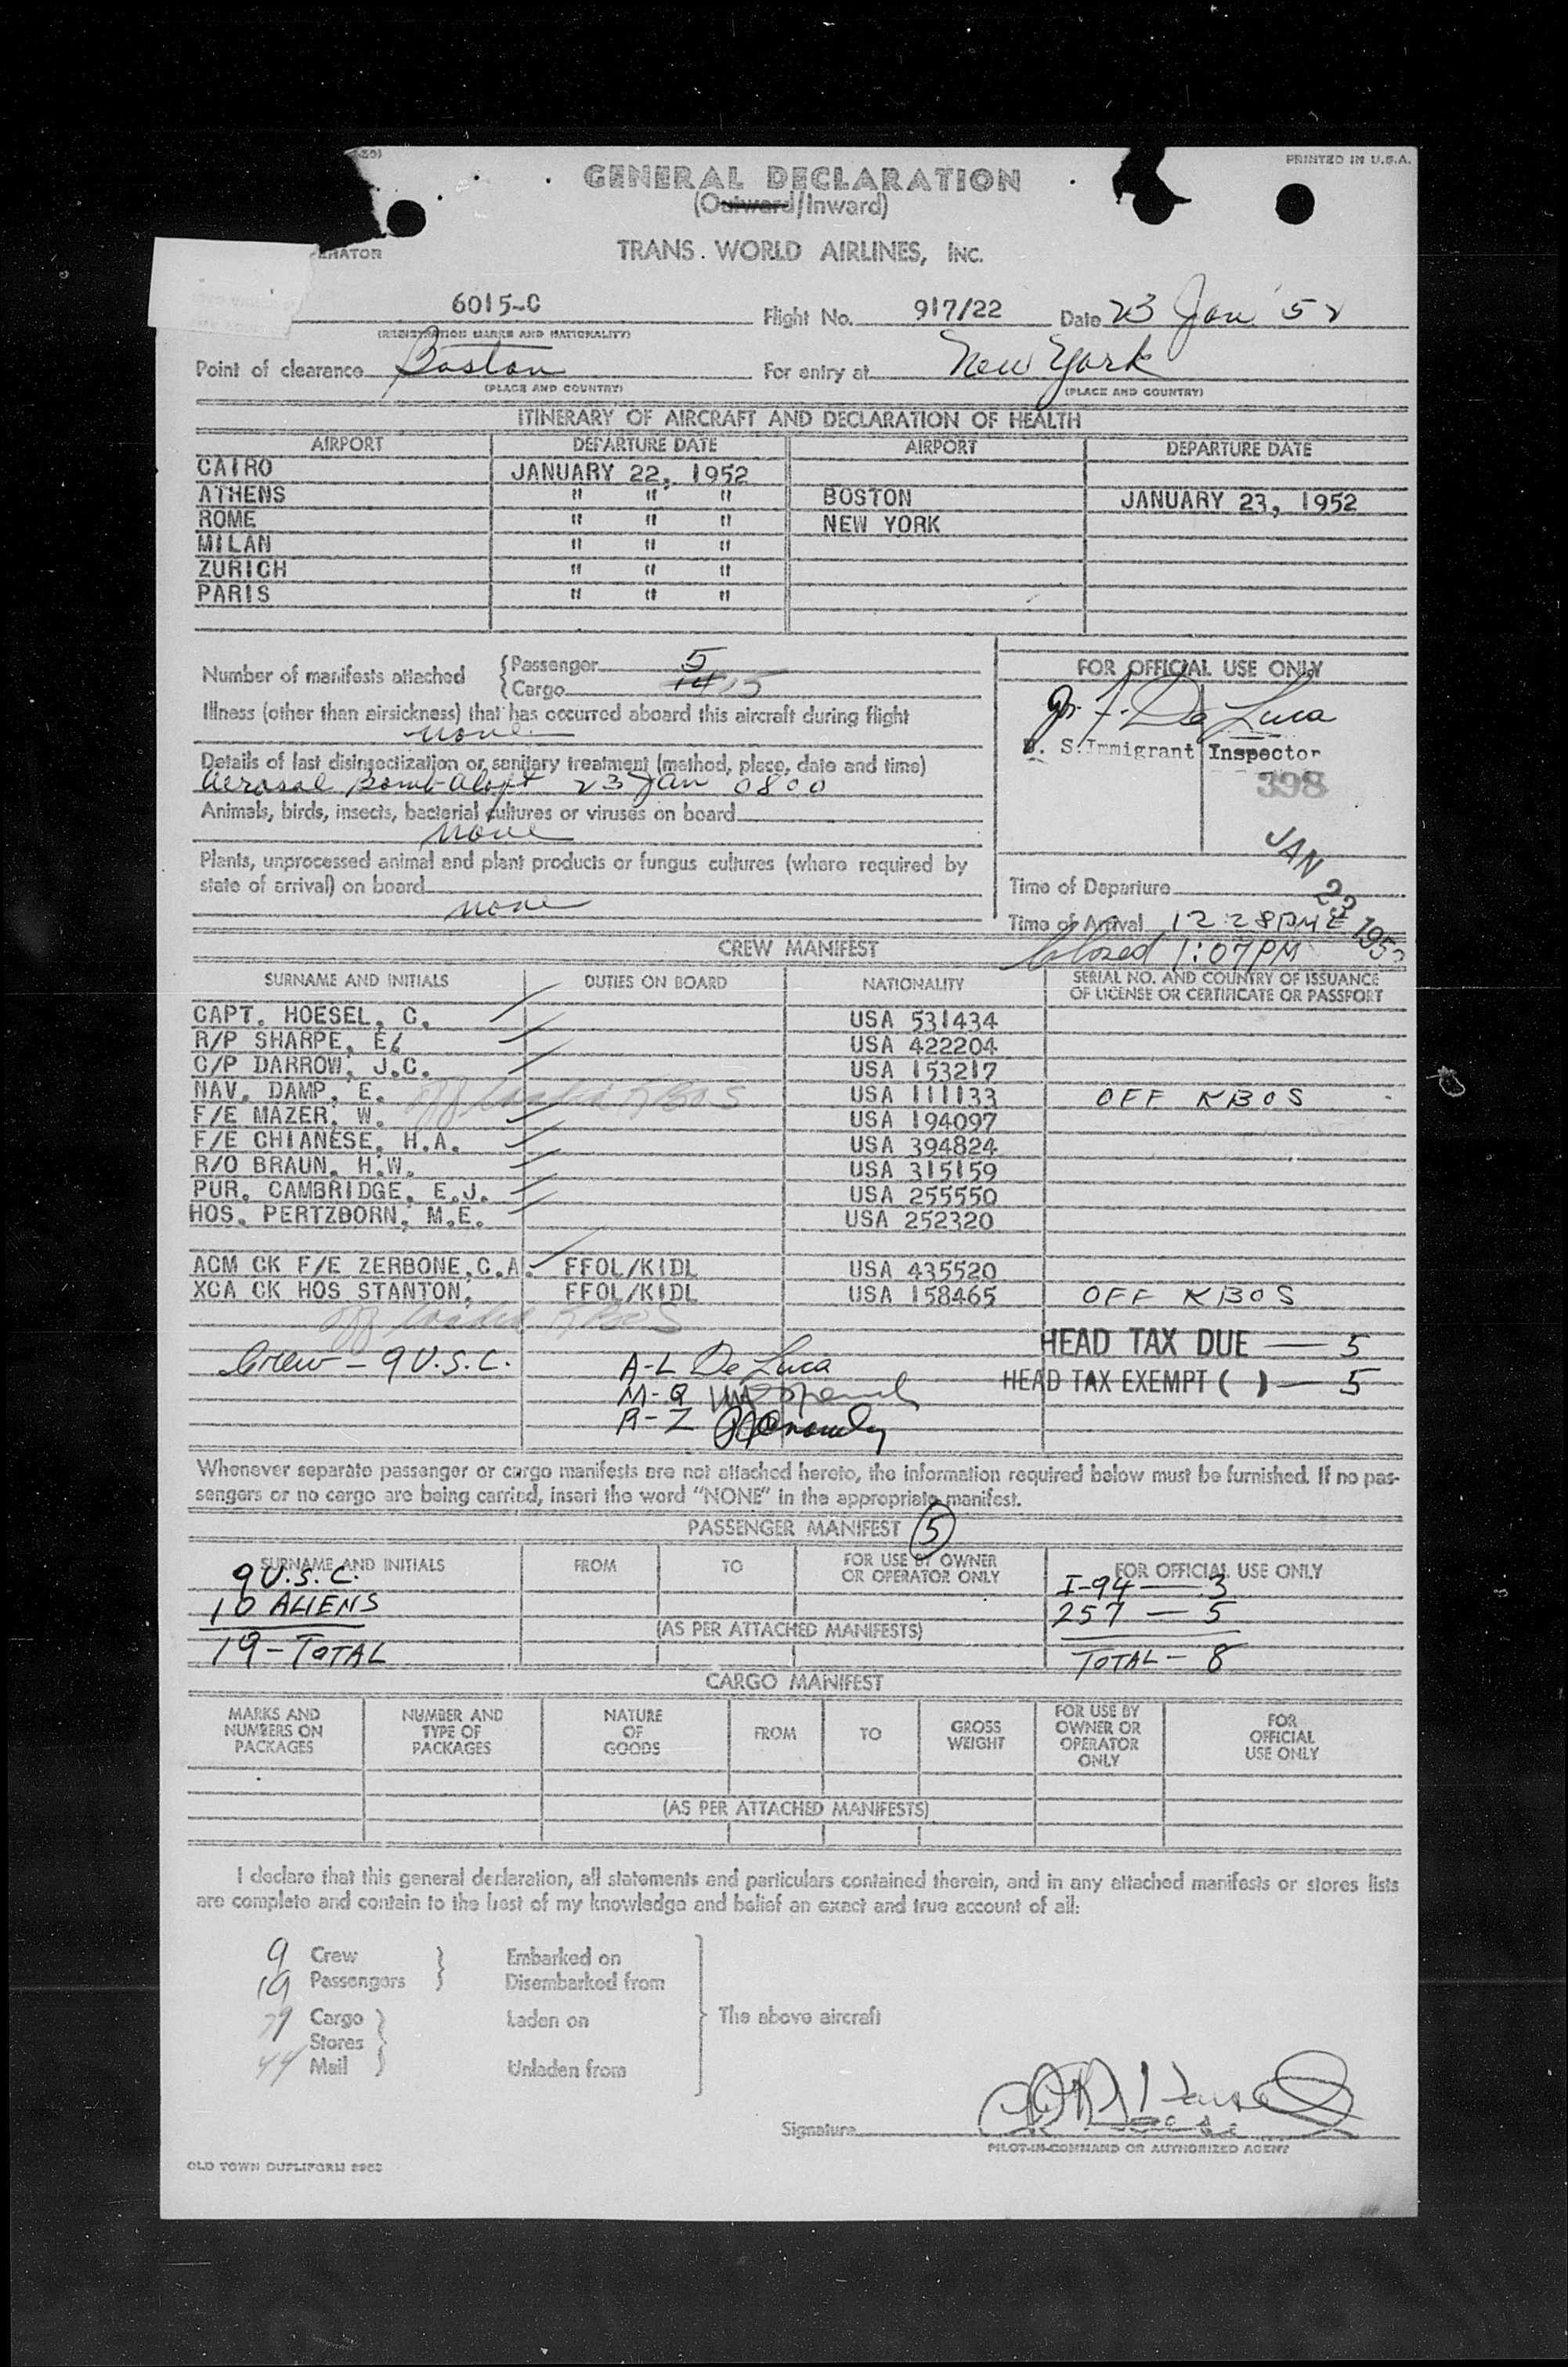 PRINTED IN U.S.A.
GENERAL DECLARATION
(Outward/Inward)
TRANS WORLD AIRLINES, INC.
6015-C Flight No. 917/22 Date 23 Jan '52
(REGISTRATION MARKS AND NATIONALITY)
Point of clearance Boston For entry at New York
(PLACE AND COUNTRY) (PLACE AND COUNTRY)
ITINERARY OF AIRCRAFT AND DECLARATION OF HEALTH
AIRPORT DEPARTURE DATE AIRPORT DEPARTURE DATE
CAIRO JANUARY 22, 1952
ATHENS " " " BOSTON JANUARY 23, 1952
ROME " " " NEW YORK
MILAN " " "
ZURICH " " "
PARIS " " "
Number of manifests attached { Passenger 5
{ Cargo 14 15
Illness (other than airsickness) that has occurred aboard this aircraft during flight
none
Details of last disinsectization or sanitary treatment (method, place, date and time)
Aerosol Bomb Aloft 23 Jan 0800
Animals, birds, insects, bacterial cultures or viruses on board
none
Plants, unprocessed animal and plant products or fungus cultures (where required by
state of arrival) on board
none
FOR OFFICIAL USE ONLY
De Luca
U. S. Immigrant Inspector
398
JAN 23 1952
Time of Departure
Time of Arrival 12 28PM E
Closed 1:07PM
CREW MANIFEST
SURNAME AND INITIALS DUTIES ON BOARD NATIONALITY SERIAL NO. AND COUNTRY OF ISSUANCE
OF LICENSE OR CERTIFICATE OR PASSPORT
CAPT. HOESEL, C. USA 531434
R/P SHARPE, E. USA 422204
C/P DARROW, J.C. USA 153217
NAV. DAMP, E. off loaded KBOS USA 111133 OFF KBOS
F/E MAZER, W. USA 194097
F/E CHIANESE, H.A. USA 394824
R/O BRAUN, H.W. USA 315159
PUR. CAMBRIDGE, E.J. USA 255550
HOS. PERTZBORN, M.E. USA 252320
ACM CK F/E ZERBONE,C.A. FFOL/KIDL USA 435520
XCA CK HOS STANTON, FFOL/KIDL USA 158465 OFF KBOS
off loaded KBOS
HEAD TAX DUE — 5
Crew - 9 U.S.C. A-L De Luca
HEAD TAX EXEMPT ( ) — 5
M-Q
R-Z
Whenever separate passenger or cargo manifests are not attached hereto, the information required below must be furnished. If no pas-
sengers or no cargo are being carried, insert the word "NONE" in the appropriate manifest.
PASSENGER MANIFEST 5
SURNAME AND INITIALS FROM TO FOR USE BY OWNER
OR OPERATOR ONLY FOR OFFICIAL USE ONLY
9 U.S.C. I-94 — 3
10 ALIENS 257 — 5
(AS PER ATTACHED MANIFESTS)
19 - TOTAL TOTAL - 8
CARGO MANIFEST
MARKS AND
NUMBERS ON
PACKAGES
NUMBER AND
TYPE OF
PACKAGES
NATURE
OF
GOODS
FROM
TO
GROSS
WEIGHT
FOR USE BY
OWNER OR
OPERATOR
ONLY
FOR
OFFICIAL
USE ONLY
(AS PER ATTACHED MANIFESTS)
I declare that this general declaration, all statements and particulars contained therein, and in any attached manifests or stores lists
are complete and contain to the best of my knowledge and belief an exact and true account of all:
9 Crew } Embarked on
19 Passengers } Disembarked from
79 Cargo } Laden on The above aircraft
Stores
44 Mail } Unladen from
Signature
PILOT-IN-COMMAND OR AUTHORIZED AGENT
OLD TOWN DUPLIFORM